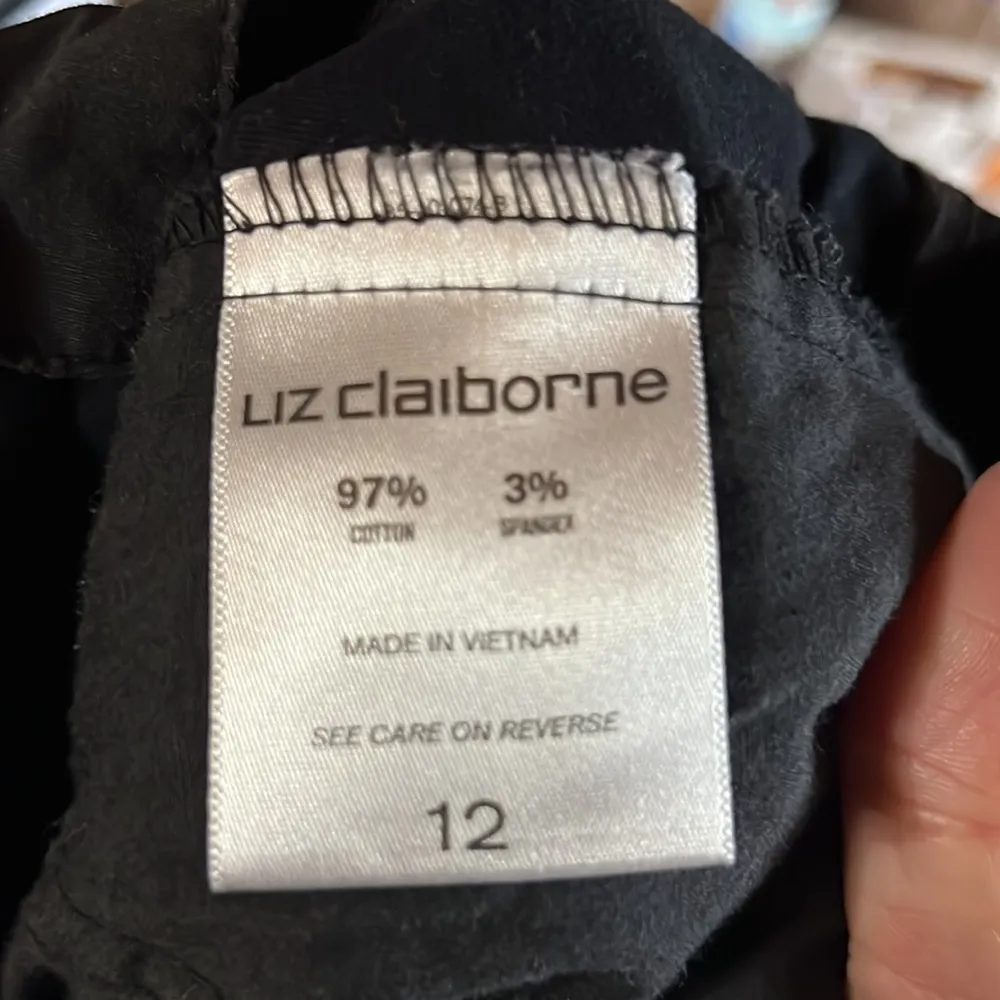 LIZ claiborne
97% 3%
COTTON SPANDEX
MADE IN VIETNAM
SEE CARE ON REVERSE
12